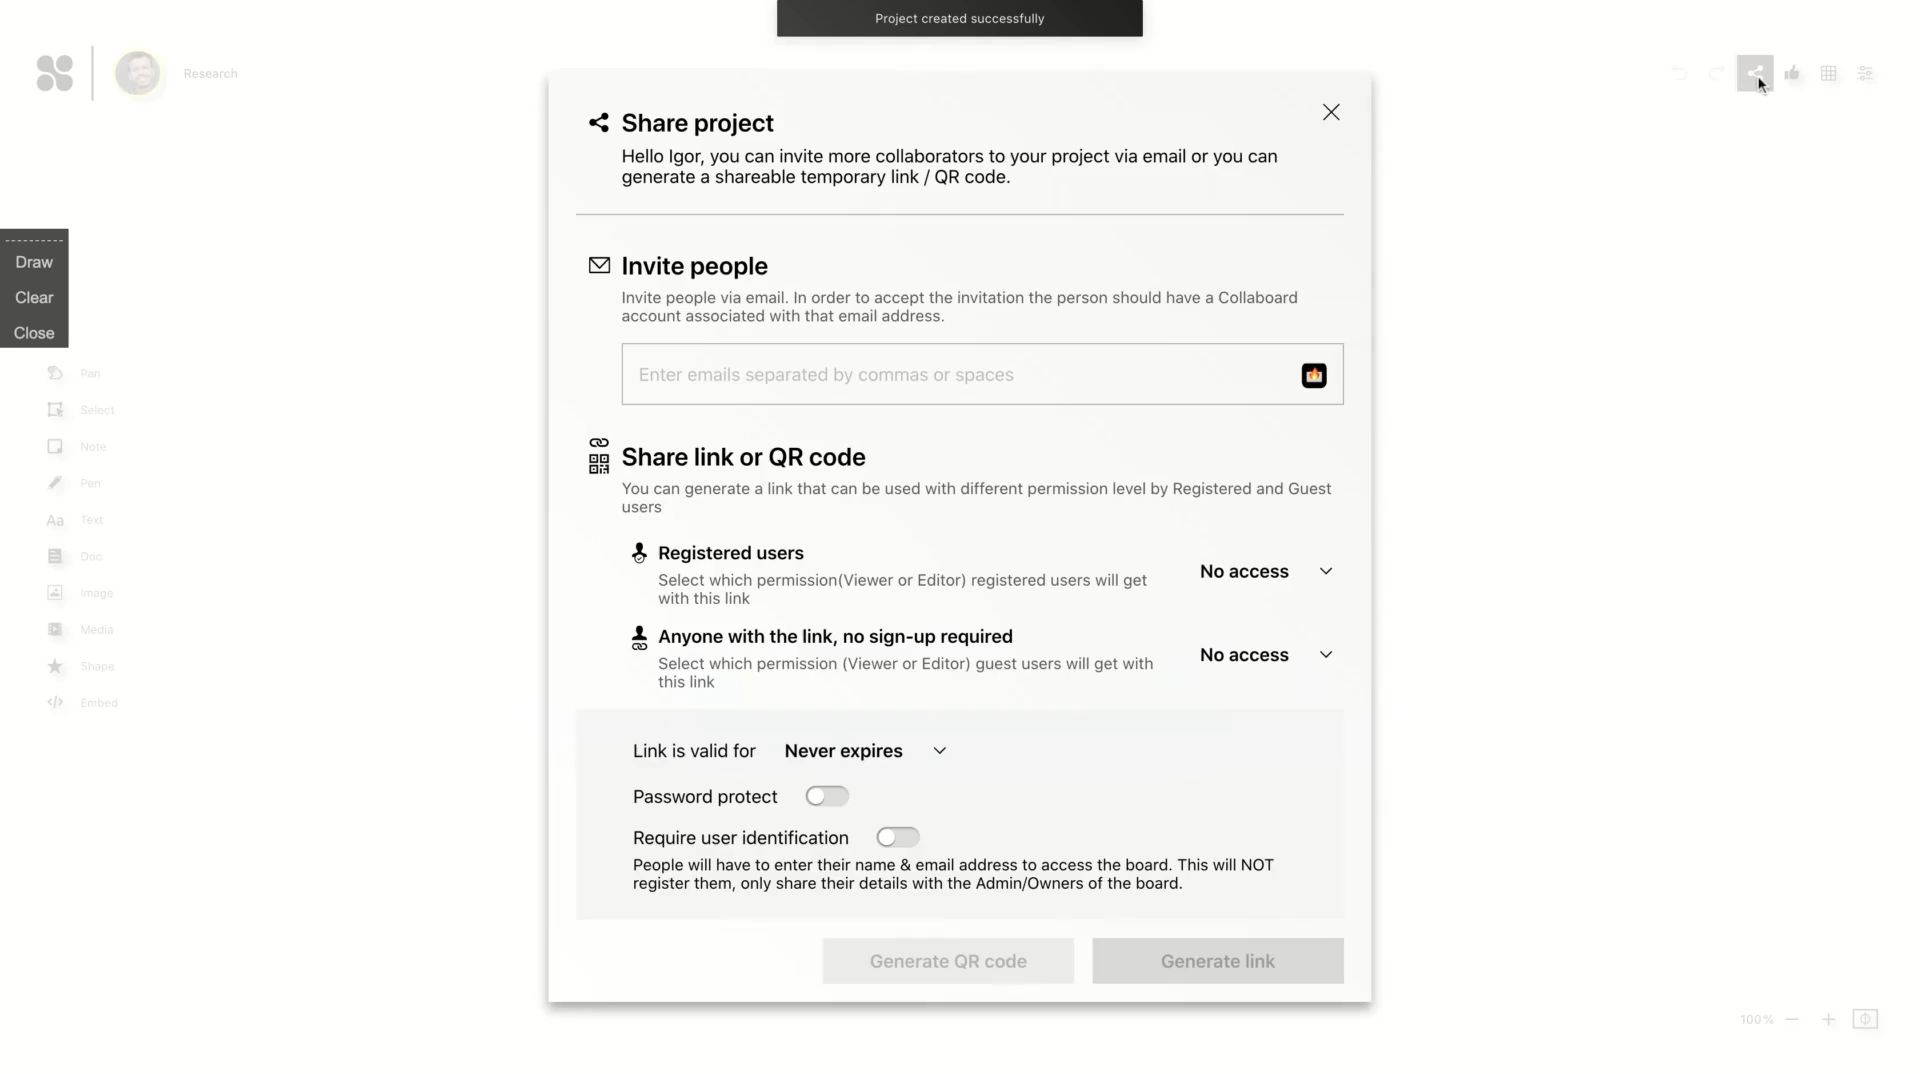 Project created successfully
Research
Share project
Hello Igor, you can invite more collaborators to your project via email or you can
generate a shareable temporary link / QR code.
Draw
Clear
Close
Invite people
Invite people via email. In order to accept the invitation the person should have a Collaboard
account associated with that email address.
Enter emails separated by commas or spaces
Pan
Select
Note
Pen
Aa Text
Doc
Image
Media
Shape
Embed
Share link or QR code
You can generate a link that can be used with different permission level by Registered and Guest
users
Registered users
Select which permission(Viewer or Editor) registered users will get
with this link
No access
Anyone with the link, no sign-up required
Select which permission (Viewer or Editor) guest users will get with
this link
No access
Link is valid for Never expires
Password protect
Require user identification
People will have to enter their name & email address to access the board. This will NOT
register them, only share their details with the Admin/Owners of the board.
Generate QR code
Generate link
100%